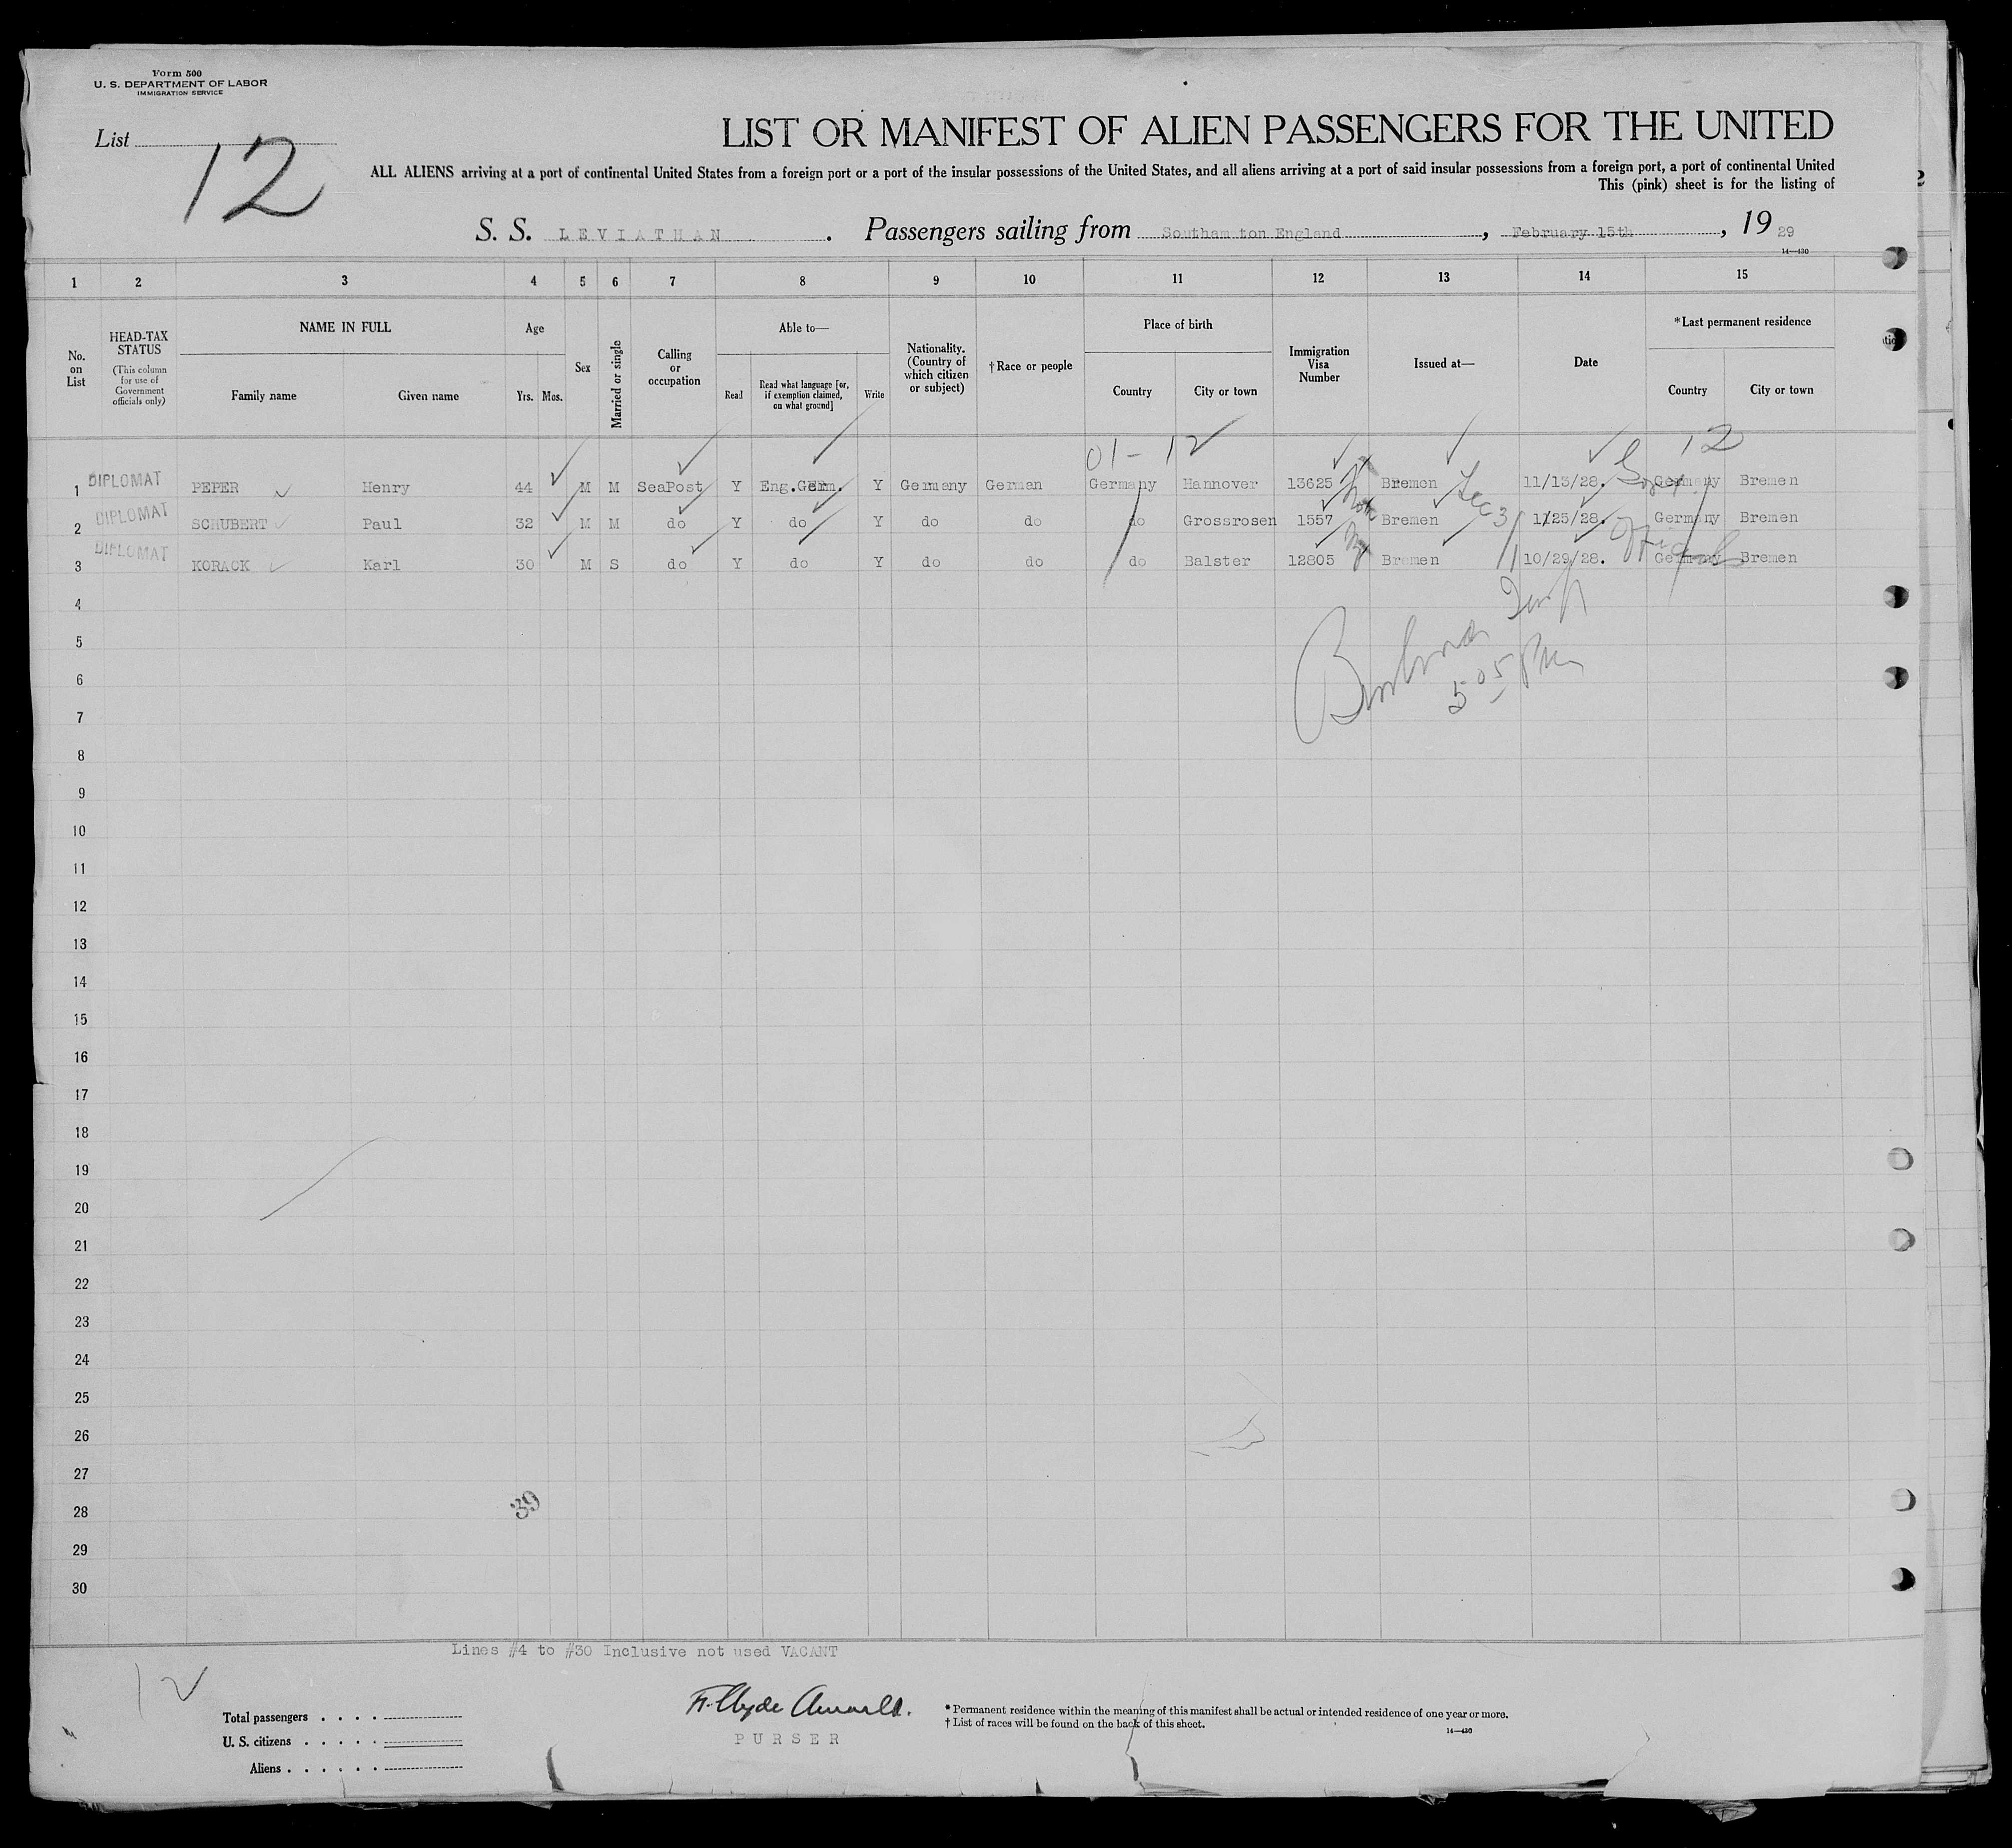 Form 500
U. S. DEPARTMENT OF LABOR
IMMIGRATION SERVICE
List 12
LIST OR MANIFEST OF ALIEN PASSENGERS FOR THE UNITED
ALL ALIENS arriving at a port of continental United States from a foreign port or a port of the insular possessions of the United States, and all aliens arriving at a port of said insular possessions from a foreign port, a port of continental United
This (pink) sheet is for the listing of
S. S. LEVIATHAN. Passengers sailing from Southam ton England, February 15th, 1929
14—430
1 2 3 4 5 6 7 8 9 10 11 12 13 14 15
No. on List
HEAD-TAX STATUS (This column for use of Government officials only)
NAME IN FULL
Family name Given name
Age
Yrs. Mos.
Sex
Married or single
Calling or occupation
Able to—
Read Read what language [or, if exemption claimed, on what ground] Write
Nationality. (Country of which citizen or subject)
†Race or people
Place of birth
Country City or town
Immigration Visa Number
Issued at—
Date
*Last permanent residence
Country City or town
01-12 12
1 DIPLOMAT PEPER Henry 44 M M SeaPost Y Eng.Germ. Y Germany German Germany Hannover 13625 Bremen 11/13/28. Germany Bremen
2 DIPLOMAT SCHUBERT Paul 32 M M do Y do Y do do do Grossrosen 1557 Bremen Sec 3 1/25/28. Germany Bremen
3 DIPLOMAT KORACK Karl 30 M S do Y do Y do do do Balster 12805 Bremen 10/29/28. Germany Bremen
Officials
4
5
6
5 05 PM
7
8
9
10
11
12
13
14
15
16
17
18
19
20
21
22
23
24
25
26
27
28
39
29
30
Lines #4 to #30 Inclusive not used VACANT
12
Total passengers
U. S. citizens
Aliens
PURSER
* Permanent residence within the meaning of this manifest shall be actual or intended residence of one year or more.
† List of races will be found on the back of this sheet.
14—430